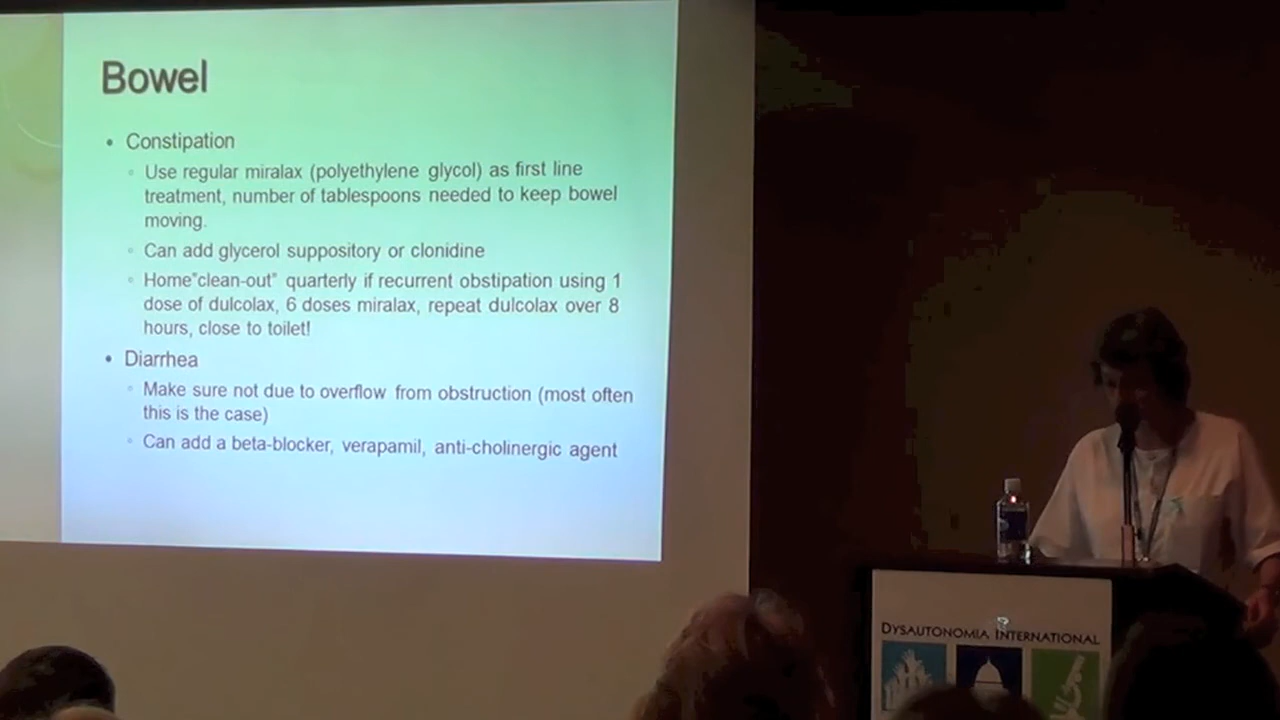 Bowel
• Constipation
◦ Use regular miralax (polyethylene glycol) as first line
treatment, number of tablespoons needed to keep bowel
moving.
◦ Can add glycerol suppository or clonidine
◦ Home"clean-out" quarterly if recurrent obstipation using 1
dose of dulcolax, 6 doses miralax, repeat dulcolax over 8
hours, close to toilet!
• Diarrhea
◦ Make sure not due to overflow from obstruction (most often
this is the case)
◦ Can add a beta-blocker, verapamil, anti-cholinergic agent
DYSAUTONOMIA INTERNATIONAL